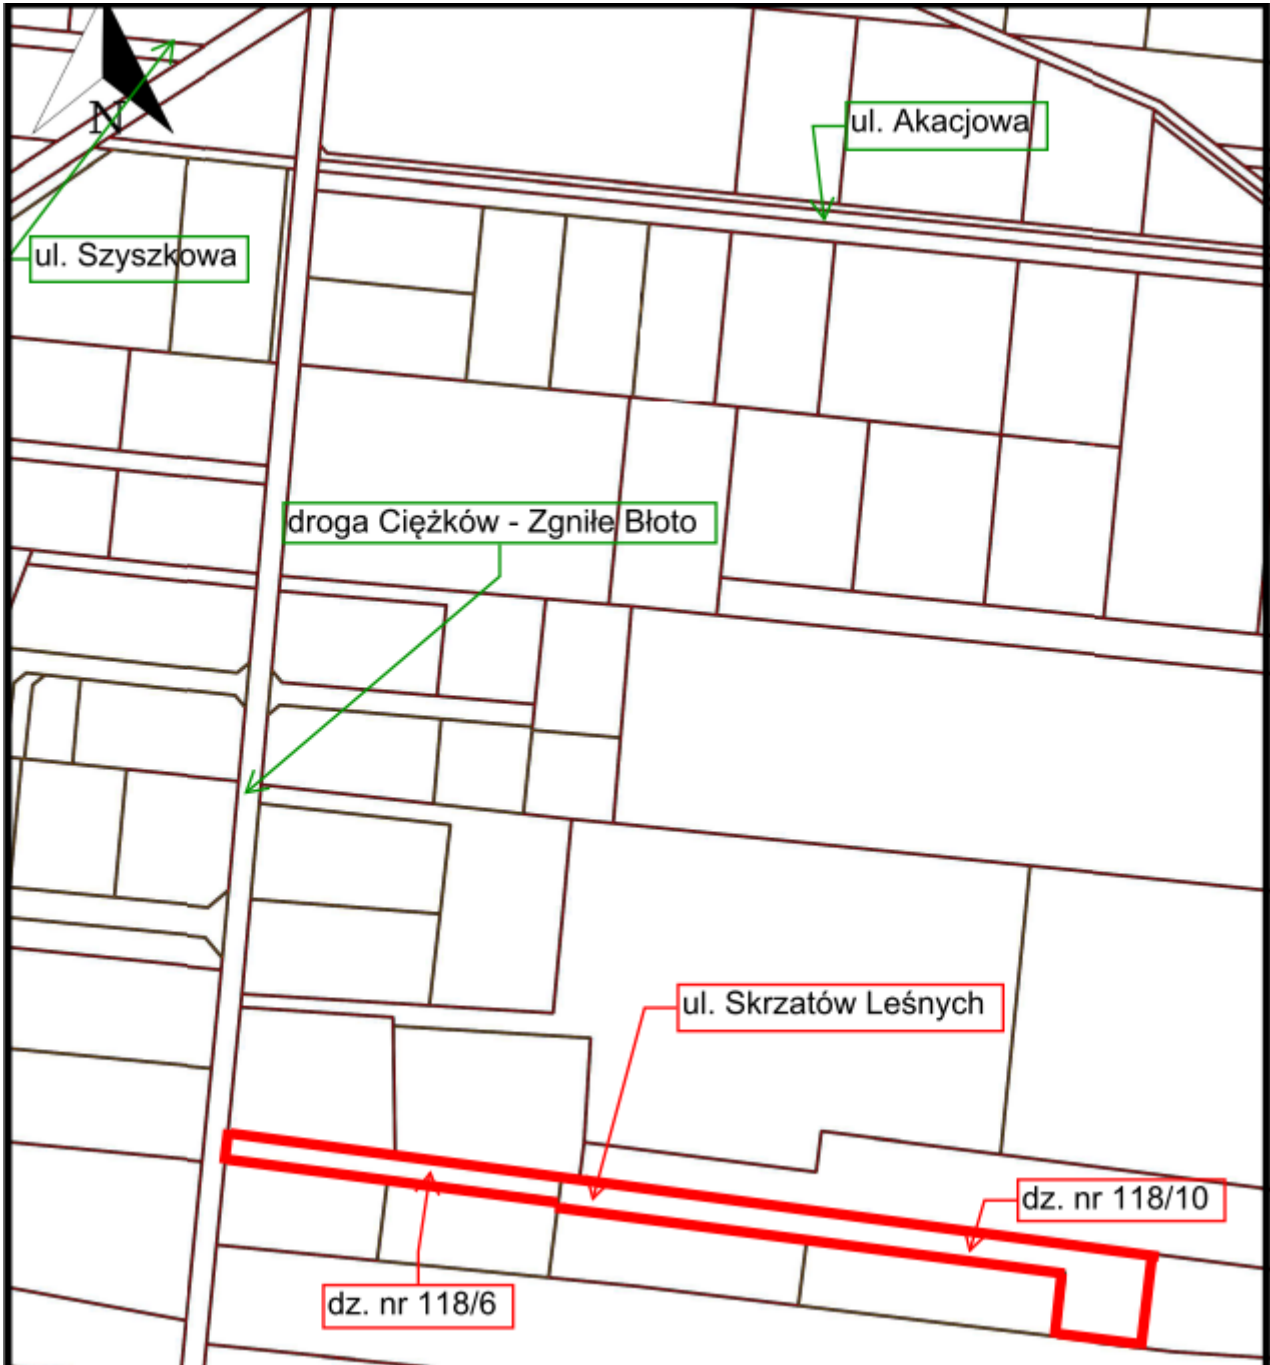 N
ul. Akacjowa
ul. Szyszkowa
droga Ciężków - Zgniłe Błoto
ul. Skrzatów Leśnych
dz. nr 118/10
dz. nr 118/6